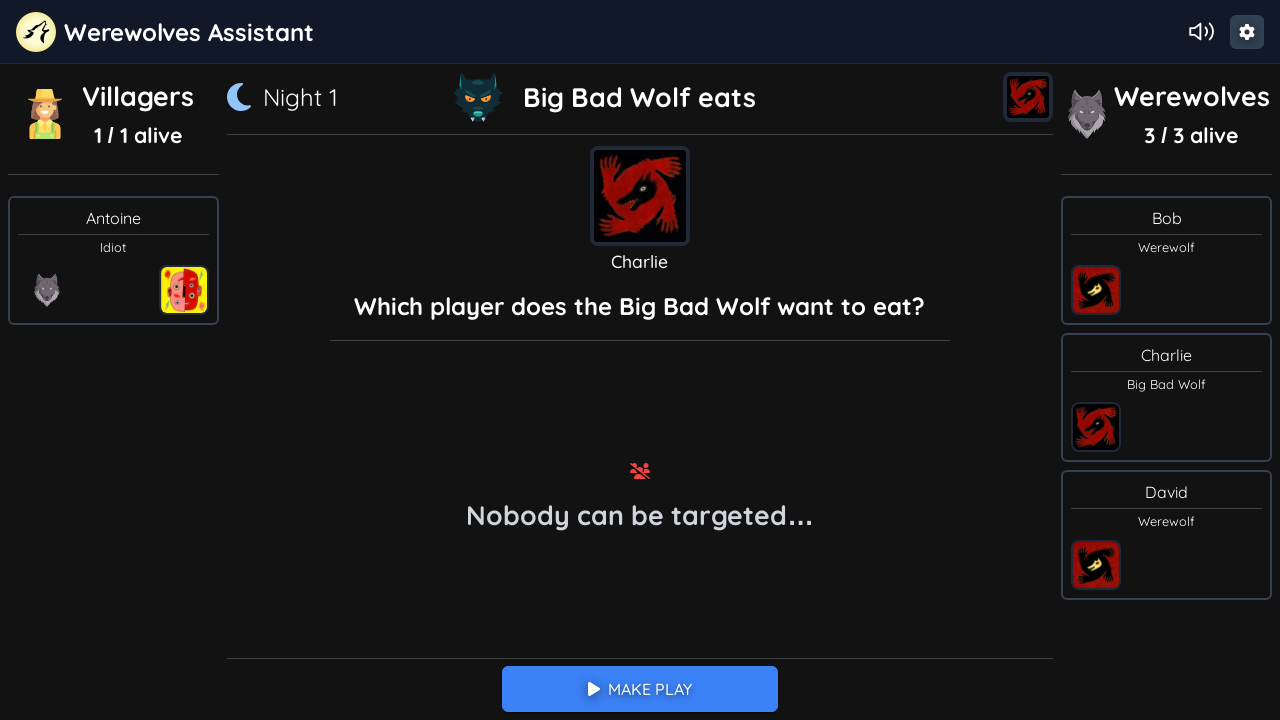 Werewolves Assistant
Villagers
1 / 1 alive
Night 1
Big Bad Wolf eats
Werewolves
3 / 3 alive
Antoine
Idiot
Charlie
Which player does the Big Bad Wolf want to eat?
Nobody can be targeted...
Bob
Werewolf
Charlie
Big Bad Wolf
David
Werewolf
MAKE PLAY